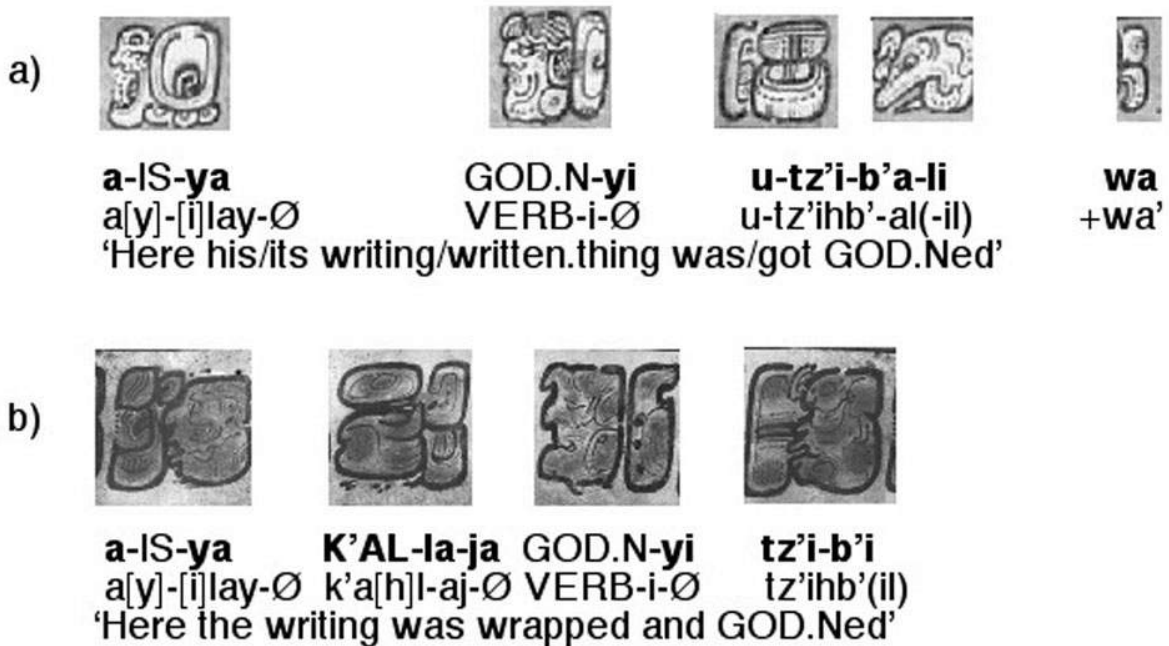 a)
a-IS-ya GOD.N-yi u-tz'i-b'a-li wa
a[y]-[i]lay-Ø VERB-i-Ø u-tz'ihb'-al(-il) +wa'
'Here his/its writing/written.thing was/got GOD.Ned'
b)
a-IS-ya K'AL-la-ja GOD.N-yi tz'i-b'i
a[y]-[i]lay-Ø k'a[h]l-aj-Ø VERB-i-Ø tz'ihb'(il)
'Here the writing was wrapped and GOD.Ned'